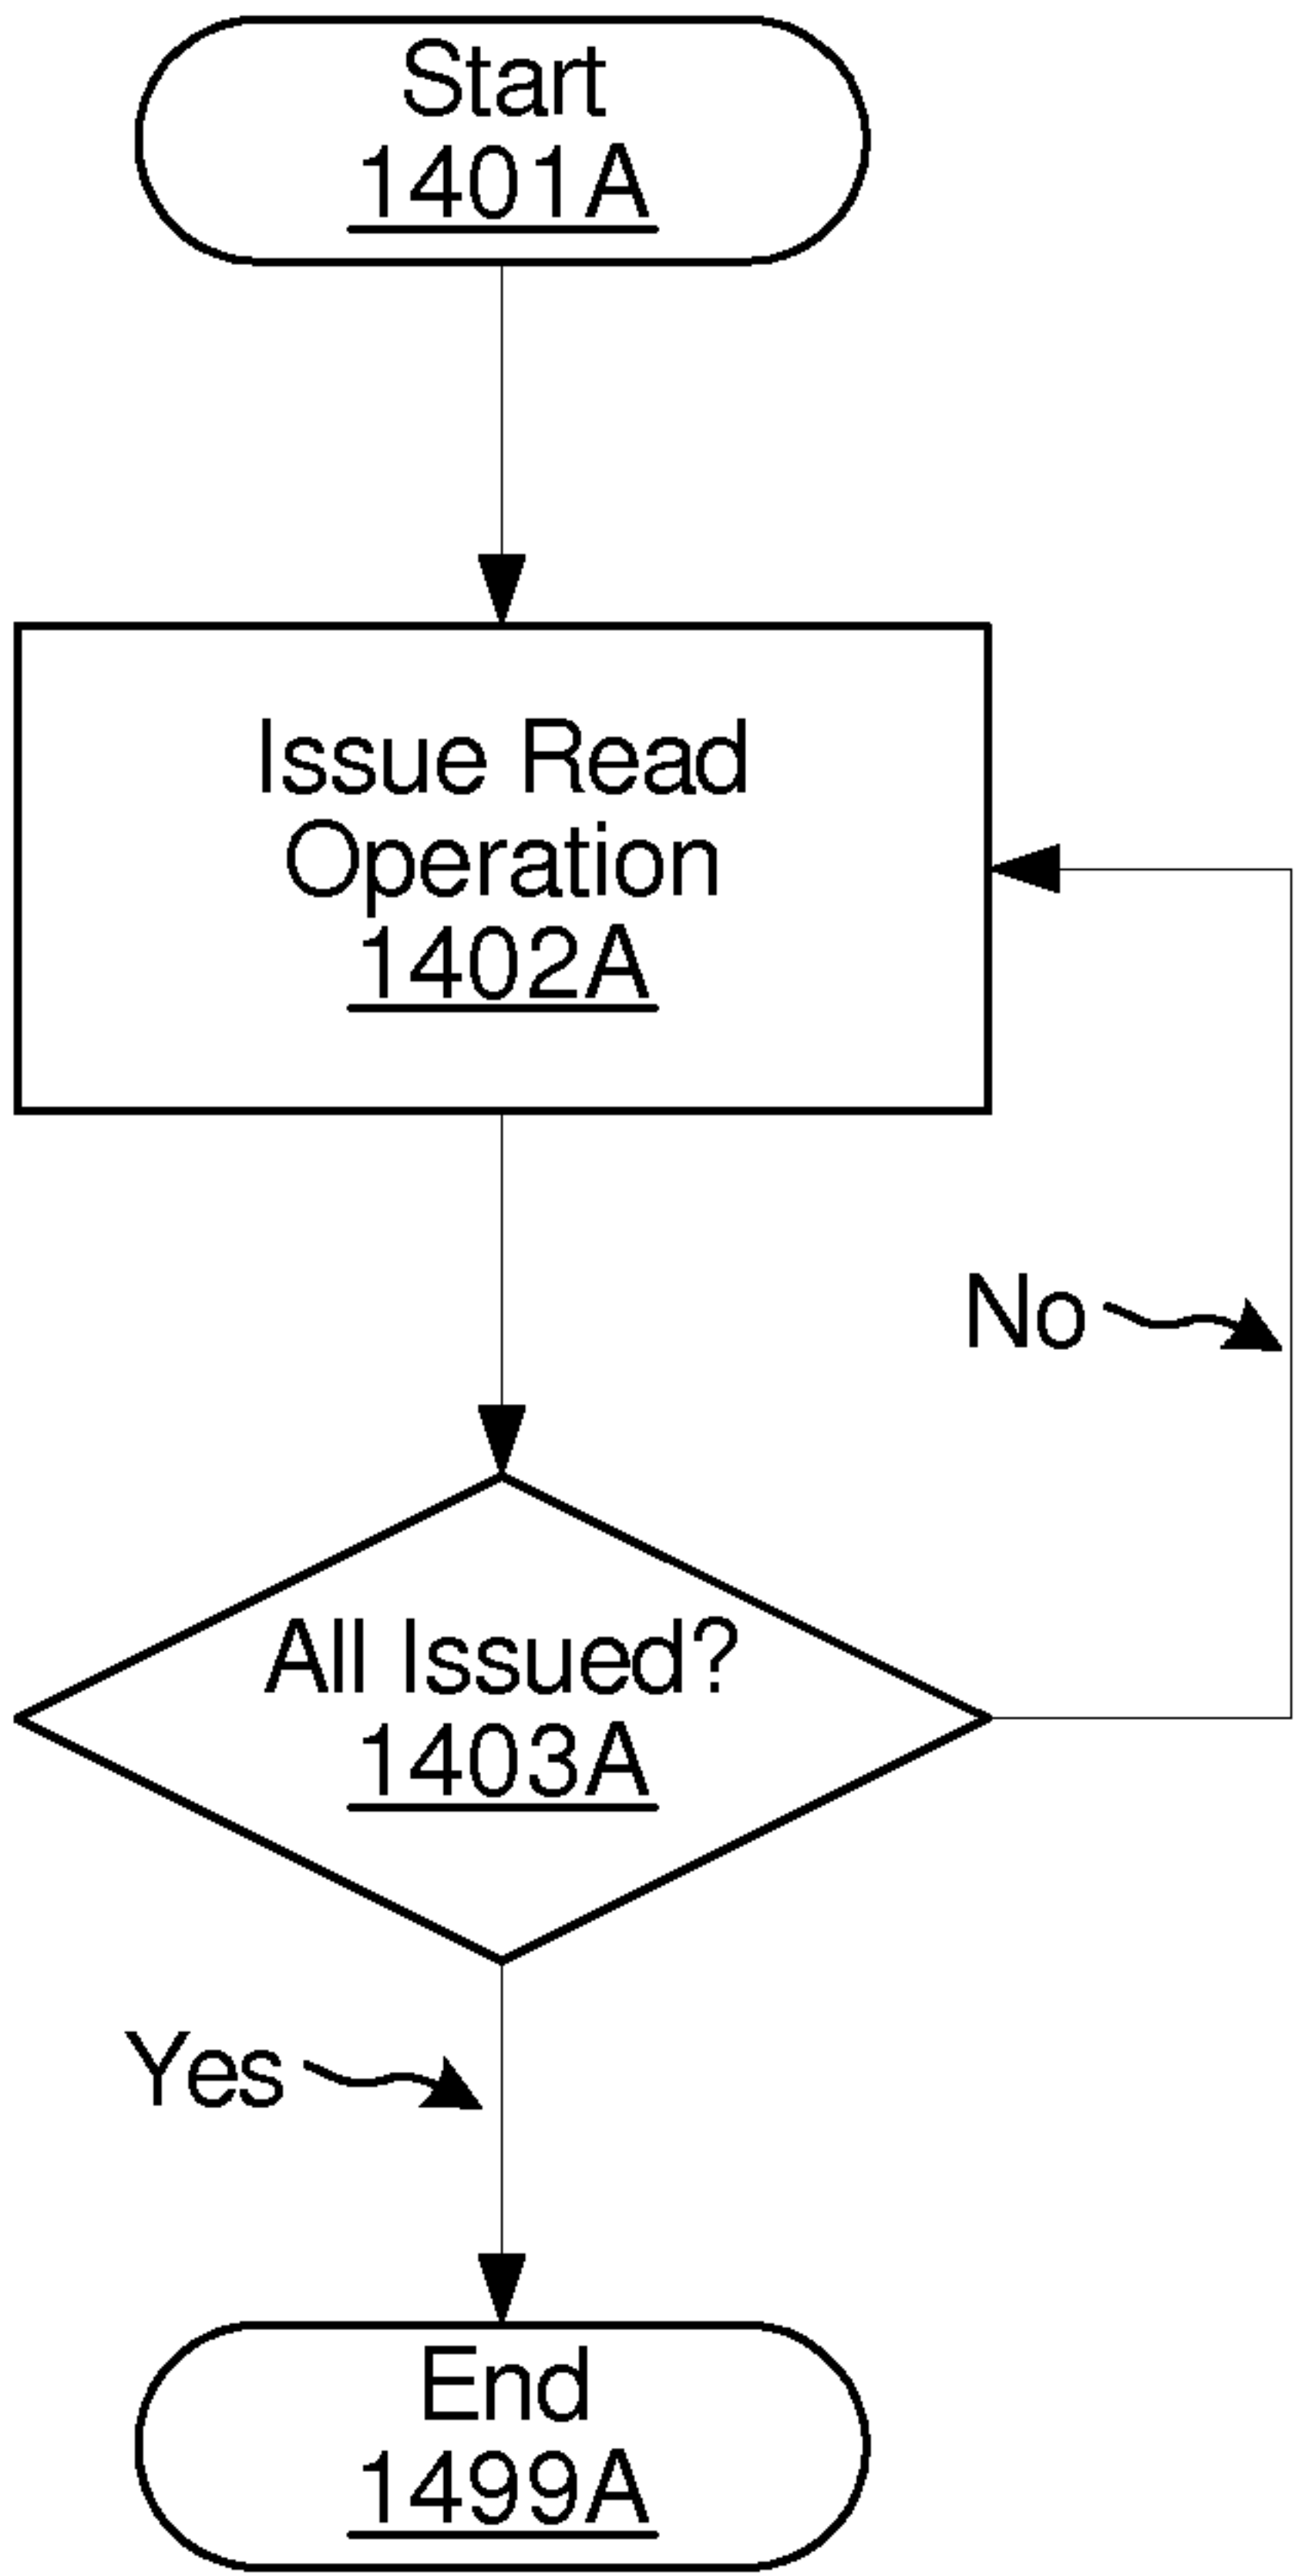 Start
1401A
Issue Read
Operation
1402A
No
All Issued?
1403A
Yes
End
1499A